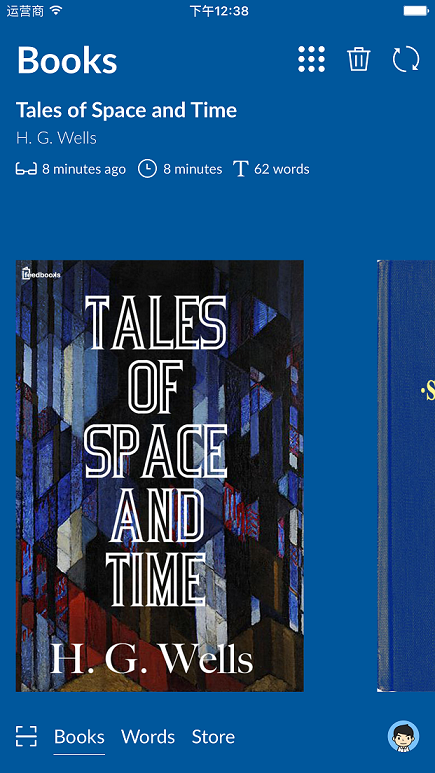 运营商 下午12:38
Books
Tales of Space and Time
H. G. Wells
8 minutes ago 8 minutes T 62 words
feedbooks
TALES
OF
SPACE
AND
TIME
H. G. Wells
Books Words Store